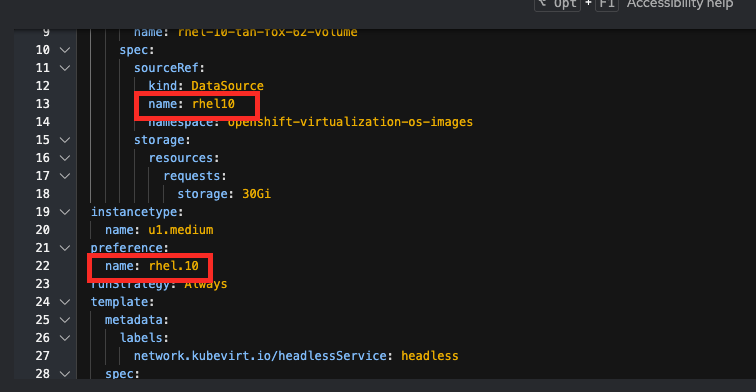 ⌥ Opt + F1 Accessibility help
9 name: rhel-10-tan-fox-62-volume
10 spec:
11 sourceRef:
12 kind: DataSource
13 name: rhel10
14 namespace: openshift-virtualization-os-images
15 storage:
16 resources:
17 requests:
18 storage: 30Gi
19 instancetype:
20 name: u1.medium
21 preference:
22 name: rhel.10
23 runStrategy: Always
24 template:
25 metadata:
26 labels:
27 network.kubevirt.io/headlessService: headless
28 spec: